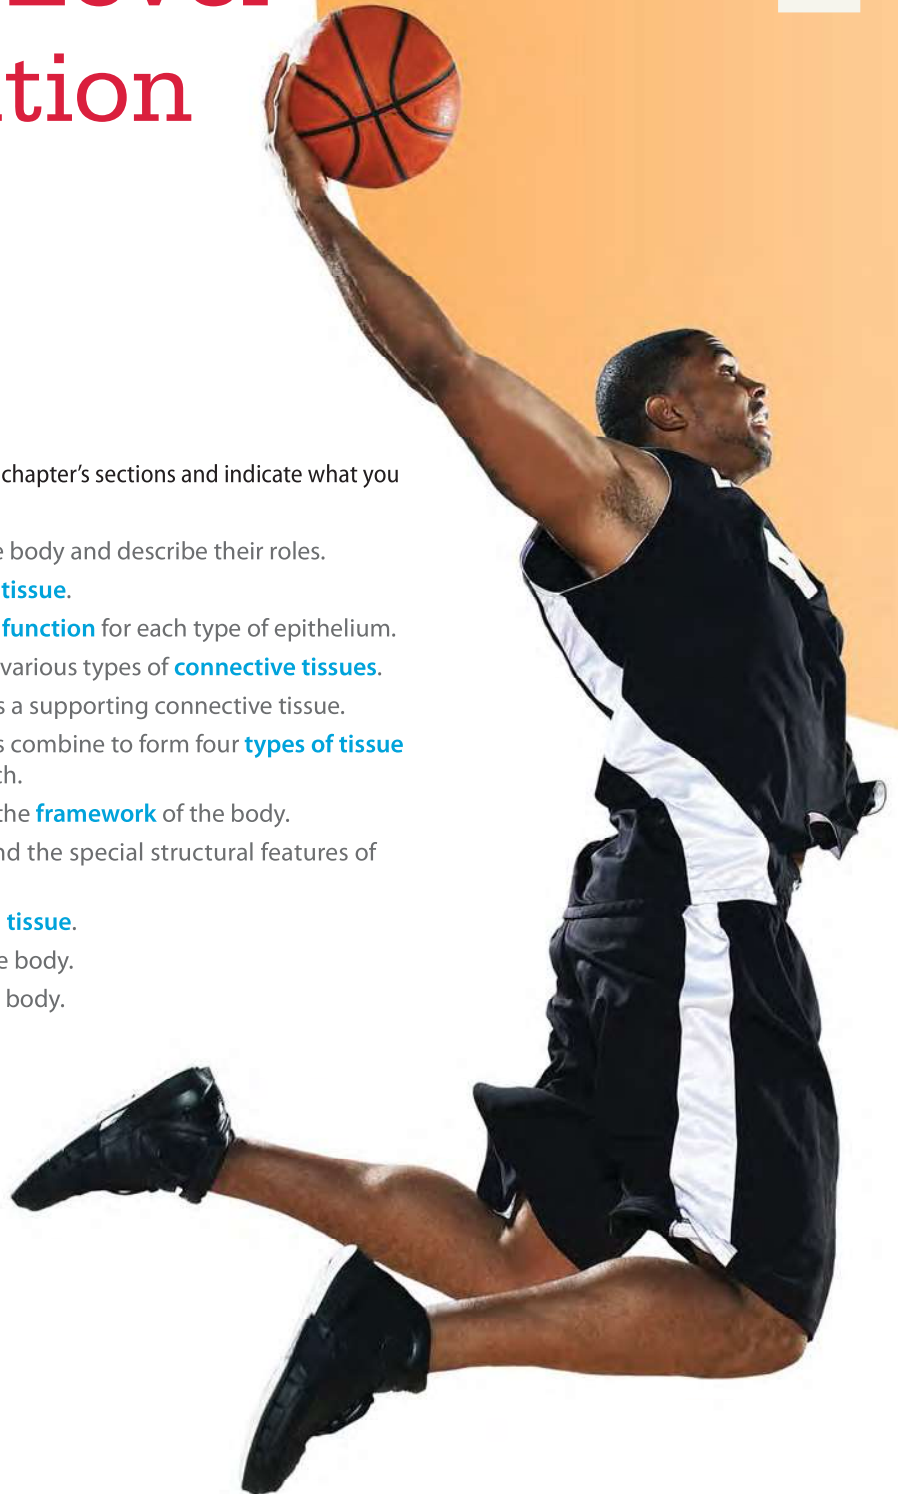 ition
chapter's sections and indicate what you
e body and describe their roles.
tissue.
function for each type of epithelium.
various types of connective tissues.
s a supporting connective tissue.
s combine to form four types of tissue
ch.
the framework of the body.
nd the special structural features of
tissue.
e body.
body.